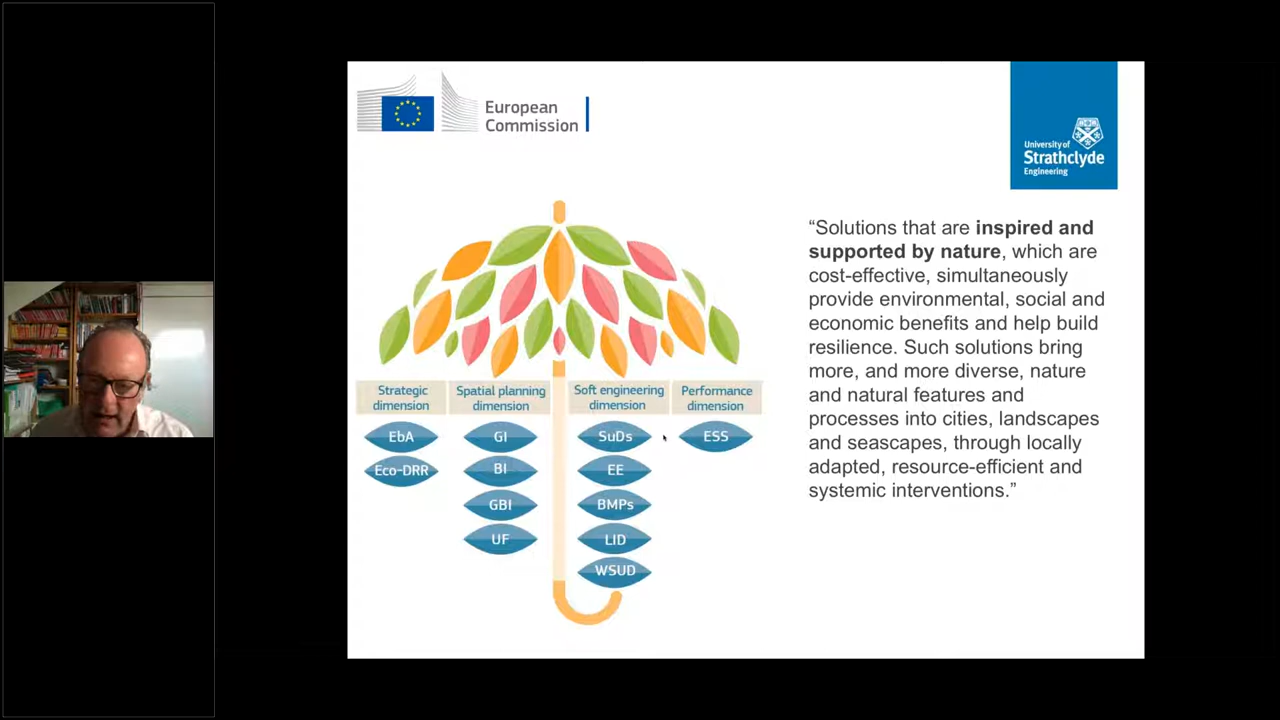 European
Commission
University of
Strathclyde
Engineering
Strategic
dimension
Spatial planning
dimension
Soft engineering
dimension
Performance
dimension
EbA
GI
SuDs
ESS
Eco-DRR
BI
EE
GBI
BMPs
UF
LID
WSUD
“Solutions that are inspired and
supported by nature, which are
cost-effective, simultaneously
provide environmental, social and
economic benefits and help build
resilience. Such solutions bring
more, and more diverse, nature
and natural features and
processes into cities, landscapes
and seascapes, through locally
adapted, resource-efficient and
systemic interventions.”